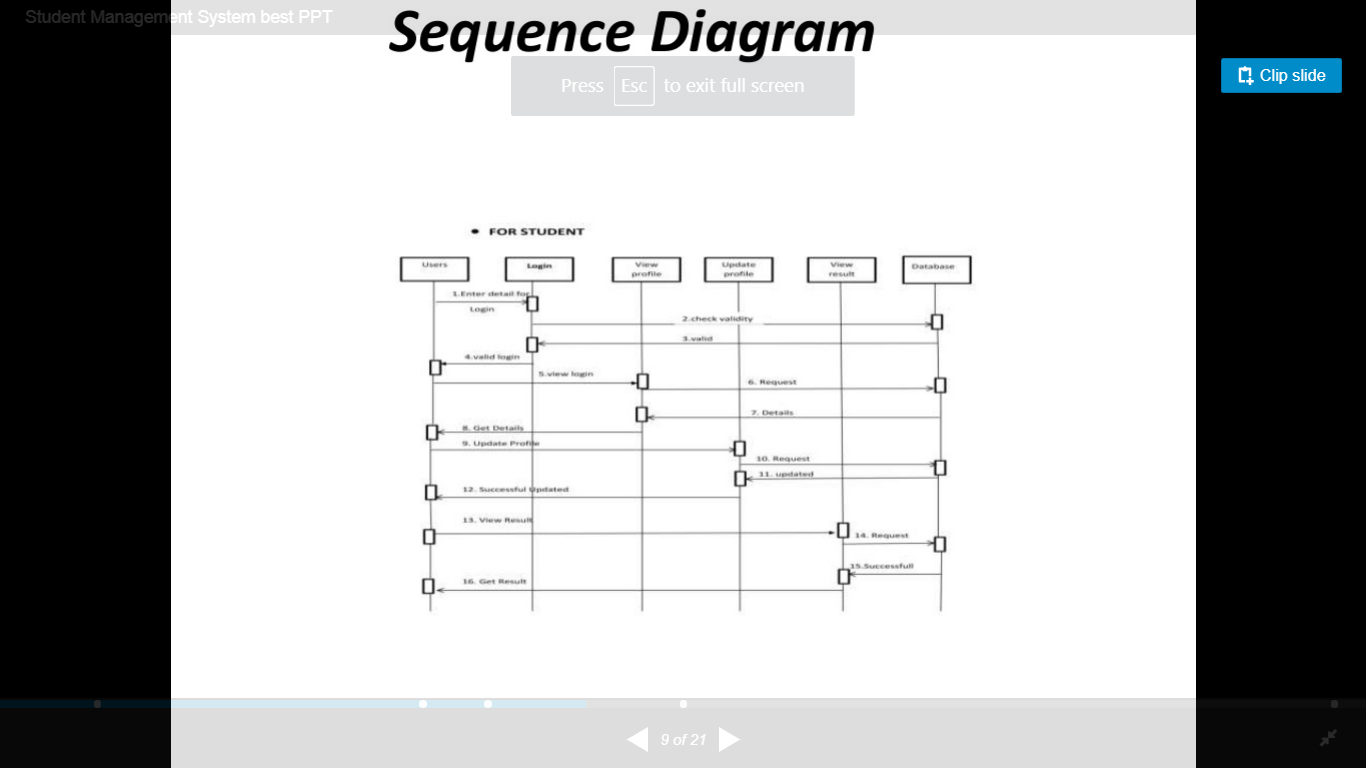 Student Management System best PPT
Sequence Diagram
Press Esc to exit full screen
Clip slide
• FOR STUDENT
Users
Login
View
profile
Update
profile
View
result
Database
1.Enter detail for
Login
2.check validity
3.valid
4.valid login
5.view login
6. Request
7. Details
8. Get Details
9. Update Profile
10. Request
11. updated
12. Successful Updated
13. View Result
14. Request
15.Successfull
16. Get Result
9 of 21